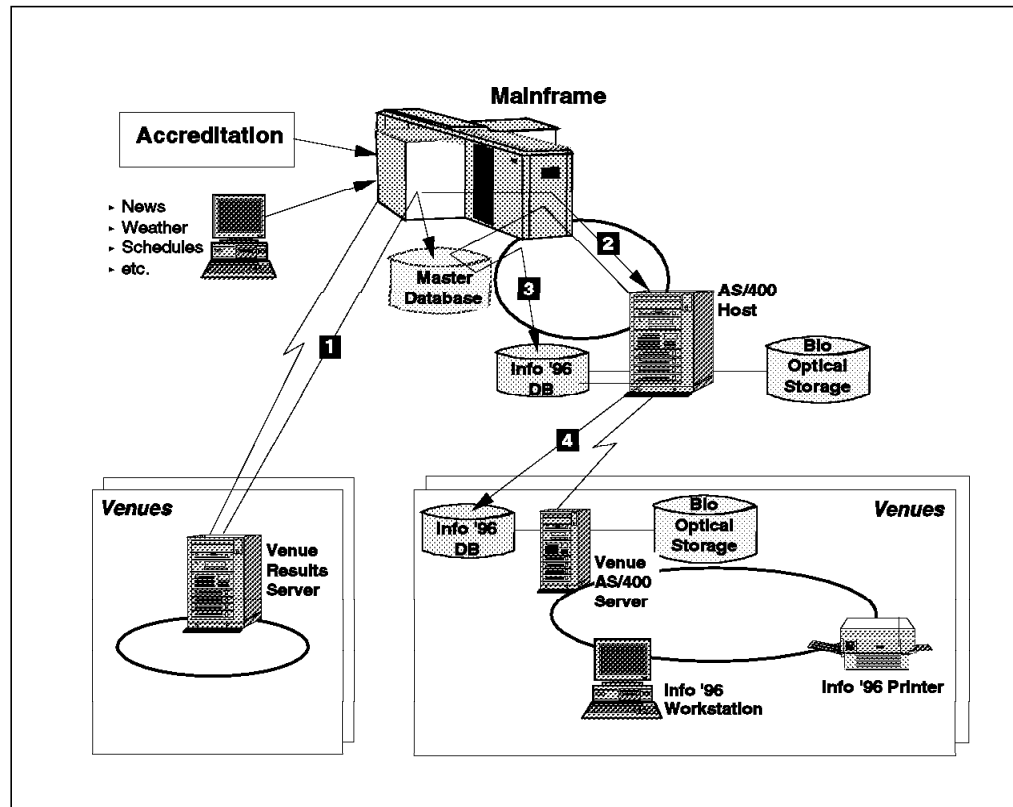 Mainframe
Accreditation
▸ News
▸ Weather
▸ Schedules
▸ etc.
Master
Database
2
3
AS/400
Host
1
Info '96
DB
Bio
Optical
Storage
4
Venues
Venue
Results
Server
Info '96
DB
Bio
Optical
Storage
Venues
Venue
AS/400
Server
Info '96
Workstation
Info '96 Printer